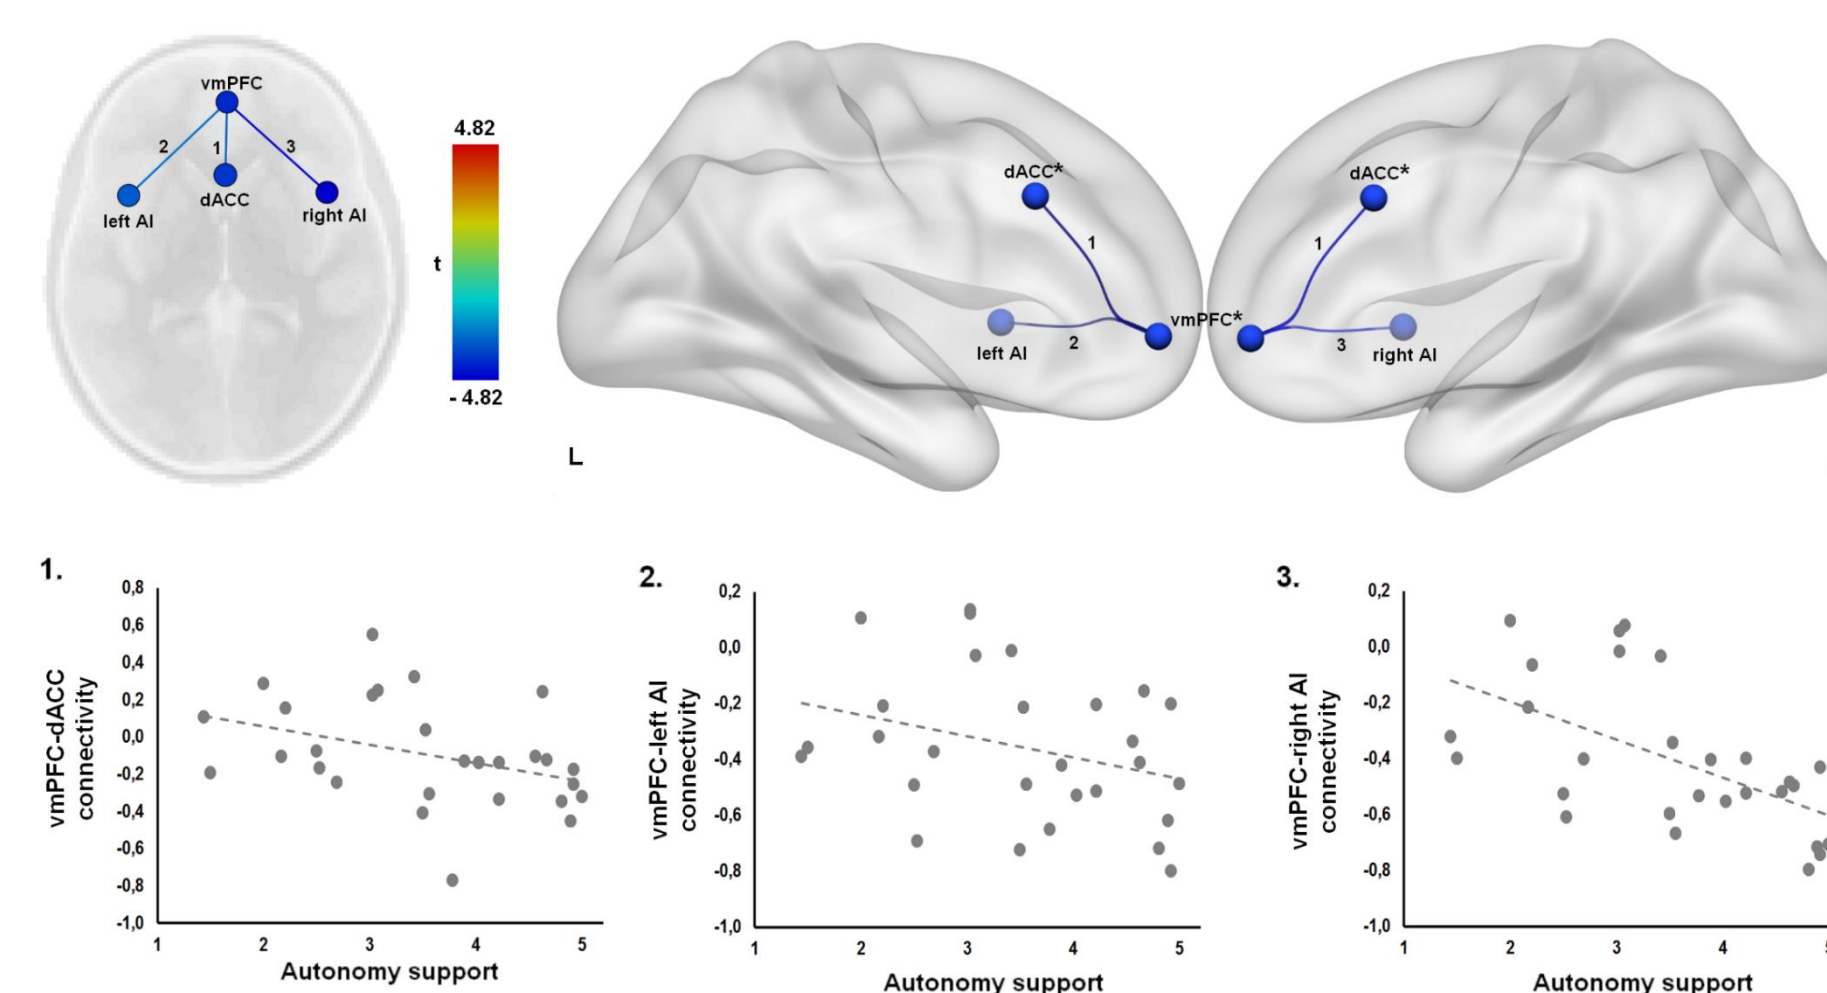 vmPFC
2
1
3
left AI
dACC
right AI
4.82
t
- 4.82
dACC*
1
left AI
2
vmPFC*
dACC*
1
3
right AI
L
1.
vmPFC-dACC
connectivity
0,8
0,6
0,4
0,2
0,0
-0,2
-0,4
-0,6
-0,8
-1,0
1 2 3 4 5
Autonomy support
2.
vmPFC-left AI
connectivity
0,2
0,0
-0,2
-0,4
-0,6
-0,8
-1,0
1 2 3 4 5
Autonomy support
3.
vmPFC-right AI
connectivity
0,2
0,0
-0,2
-0,4
-0,6
-0,8
-1,0
1 2 3 4
Autonomy support